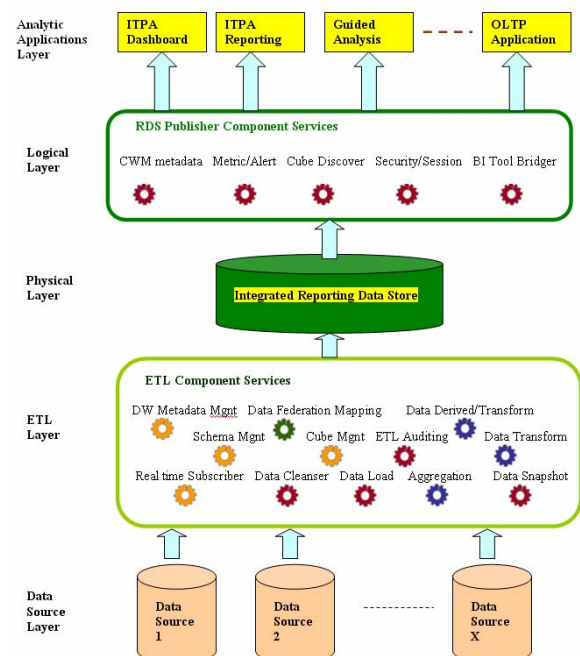 Analytic
Applications
Layer
ITPA
Dashboard
ITPA
Reporting
Guided
Analysis
OLTP
Application
RDS Publisher Component Services
Logical
Layer
CWM metadata
Metric/Alert
Cube Discover
Security/Session
BI Tool Bridger
Physical
Layer
Integrated Reporting Data Store
ETL
Layer
ETL Component Services
DW Metadata Mgnt
Data Federation Mapping
Data Derived/Transform
Schema Mgnt
Cube Mgnt
ETL Auditing
Data Transform
Real time Subscriber
Data Cleanser
Data Load
Aggregation
Data Snapshot
Data
Source
Layer
Data
Source
1
Data
Source
2
Data
Source
X